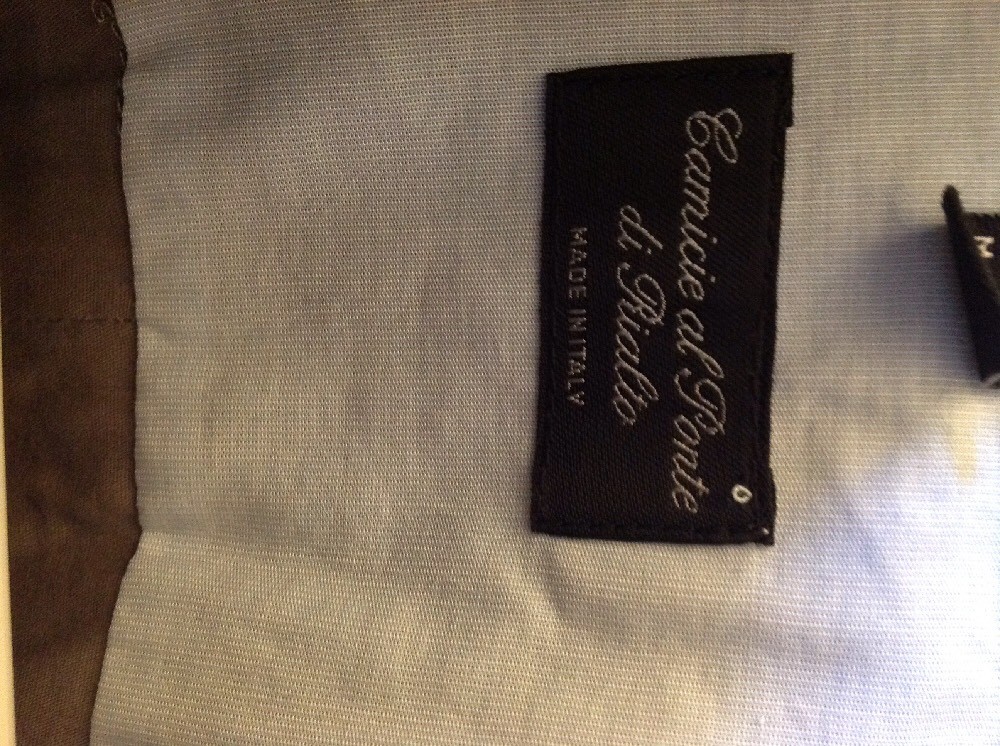 Camicie al Ponte
di Rialto
MADE IN ITALY
M